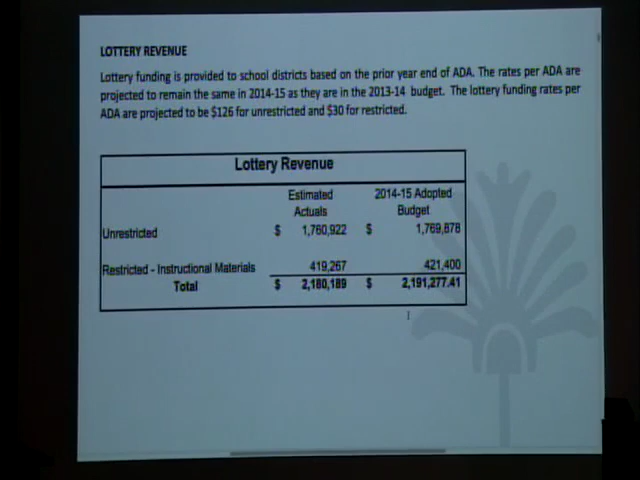 LOTTERY REVENUE
Lottery funding is provided to school districts based on the prior year end of ADA. The rates per ADA are
projected to remain the same in 2014-15 as they are in the 2013-14 budget. The lottery funding rates per
ADA are projected to be $126 for unrestricted and $30 for restricted.
Lottery Revenue
Estimated 2014-15 Adopted
Actuals Budget
Unrestricted $ 1,760,922 $ 1,769,878
Restricted - Instructional Materials 419,267 421,400
Total $ 2,180,189 $ 2,191,277.41